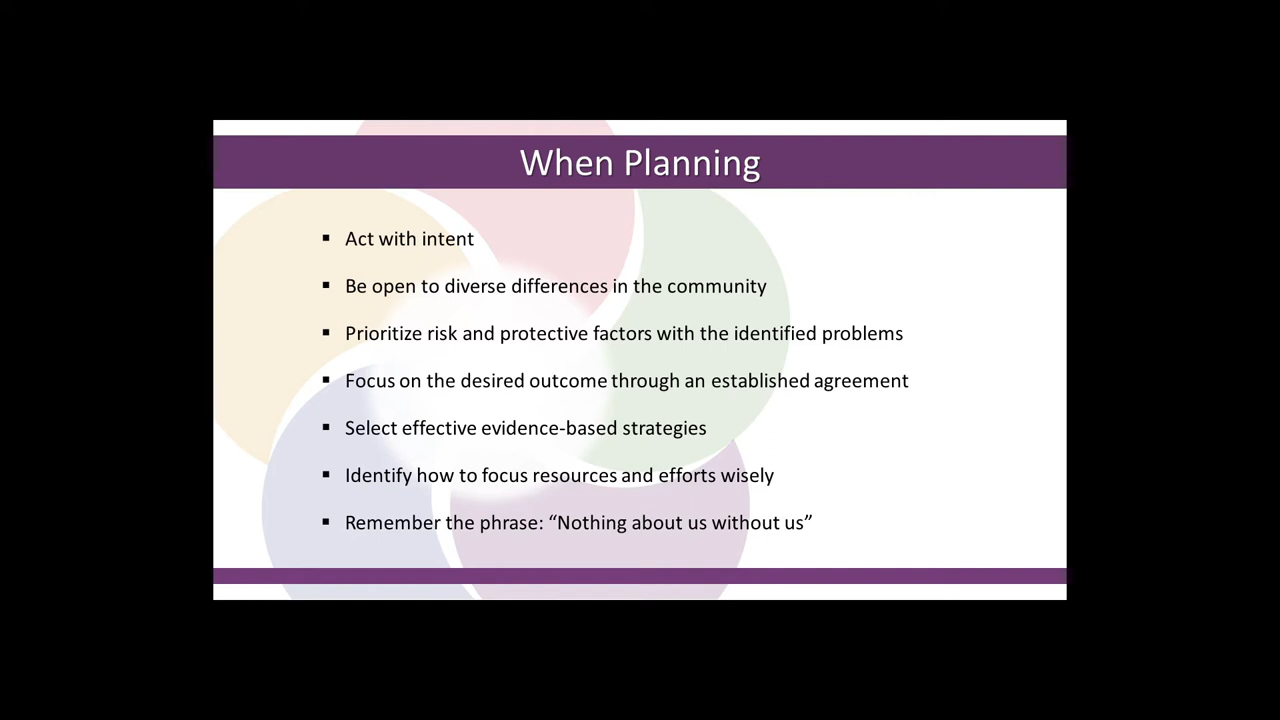 When Planning
▪ Act with intent
▪ Be open to diverse differences in the community
▪ Prioritize risk and protective factors with the identified problems
▪ Focus on the desired outcome through an established agreement
▪ Select effective evidence-based strategies
▪ Identify how to focus resources and efforts wisely
▪ Remember the phrase: “Nothing about us without us”